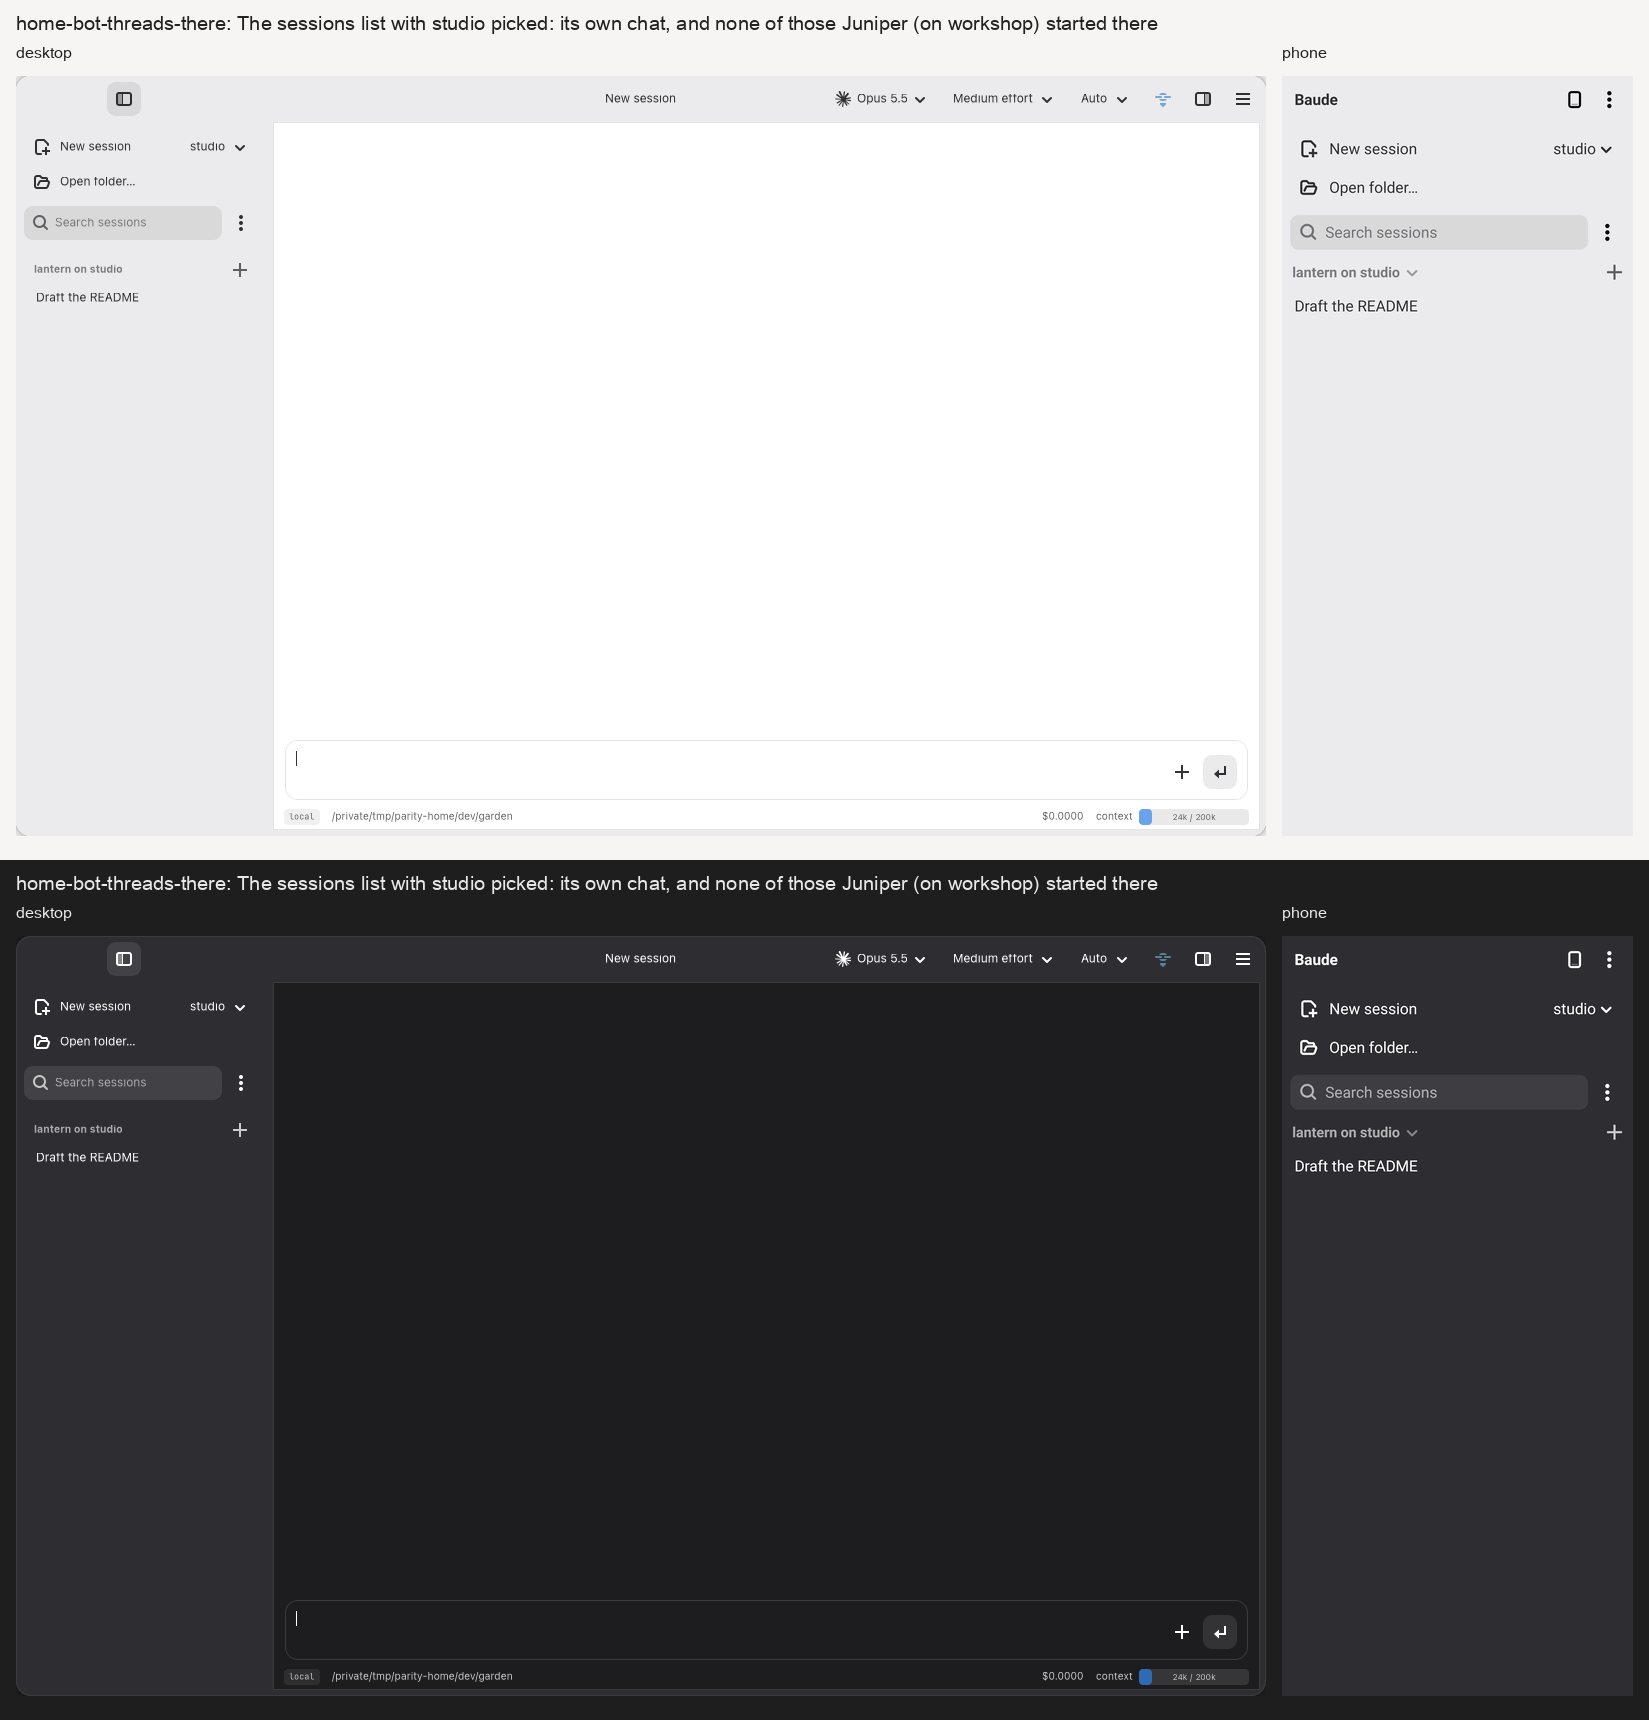 home-bot-threads-there: The sessions list with studio picked: its own chat, and none of those Juniper (on workshop) started there
desktop
phone
New session
Opus 5.5
Medium effort
Auto
New session
studio
Open folder...
Search sessions
lantern on studio
Draft the README
local
/private/tmp/parity-home/dev/garden
$0.0000
context
24k / 200k
Baude
New session
studio
Open folder...
Search sessions
lantern on studio
Draft the README
home-bot-threads-there: The sessions list with studio picked: its own chat, and none of those Juniper (on workshop) started there
desktop
phone
New session
Opus 5.5
Medium effort
Auto
New session
studio
Open folder...
Search sessions
lantern on studio
Draft the README
local
/private/tmp/parity-home/dev/garden
$0.0000
context
24k / 200k
Baude
New session
studio
Open folder...
Search sessions
lantern on studio
Draft the README